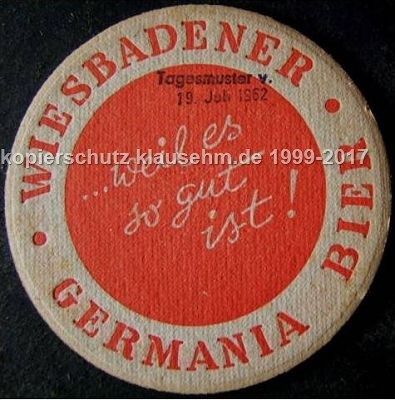 • WIESBADENER •
GERMANIA BIER
Tagesmuster v.
19. Juli 1962
...weil es
so gut
ist!
kopierschutz klausehm.de 1999-2017